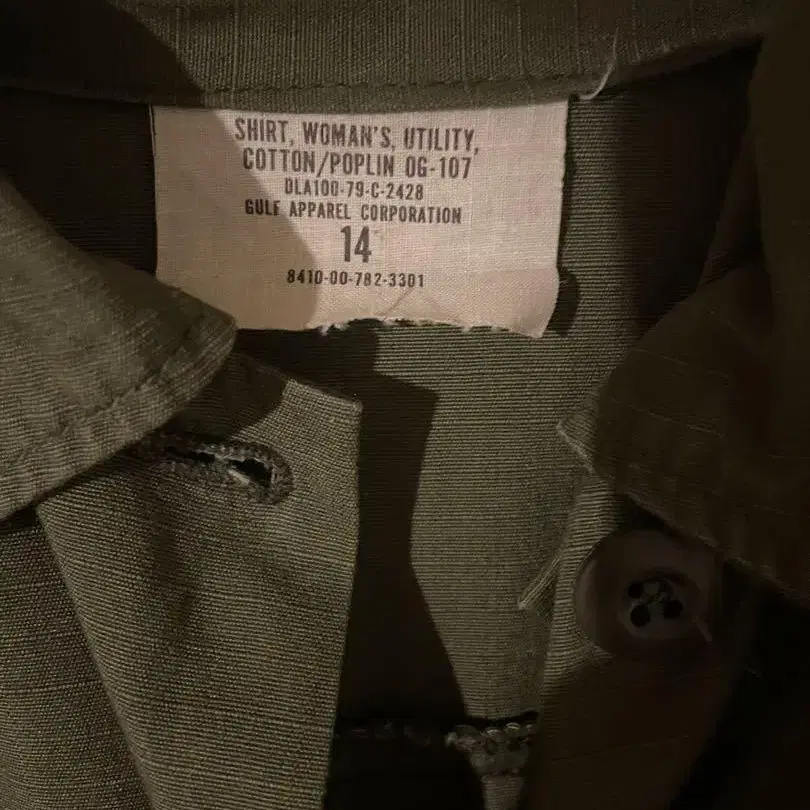 SHIRT, WOMAN'S, UTILITY,
COTTON/POPLIN OG-107
DLA100-79-C-2428
GULF APPAREL CORPORATION
14
8410-00-782-3301